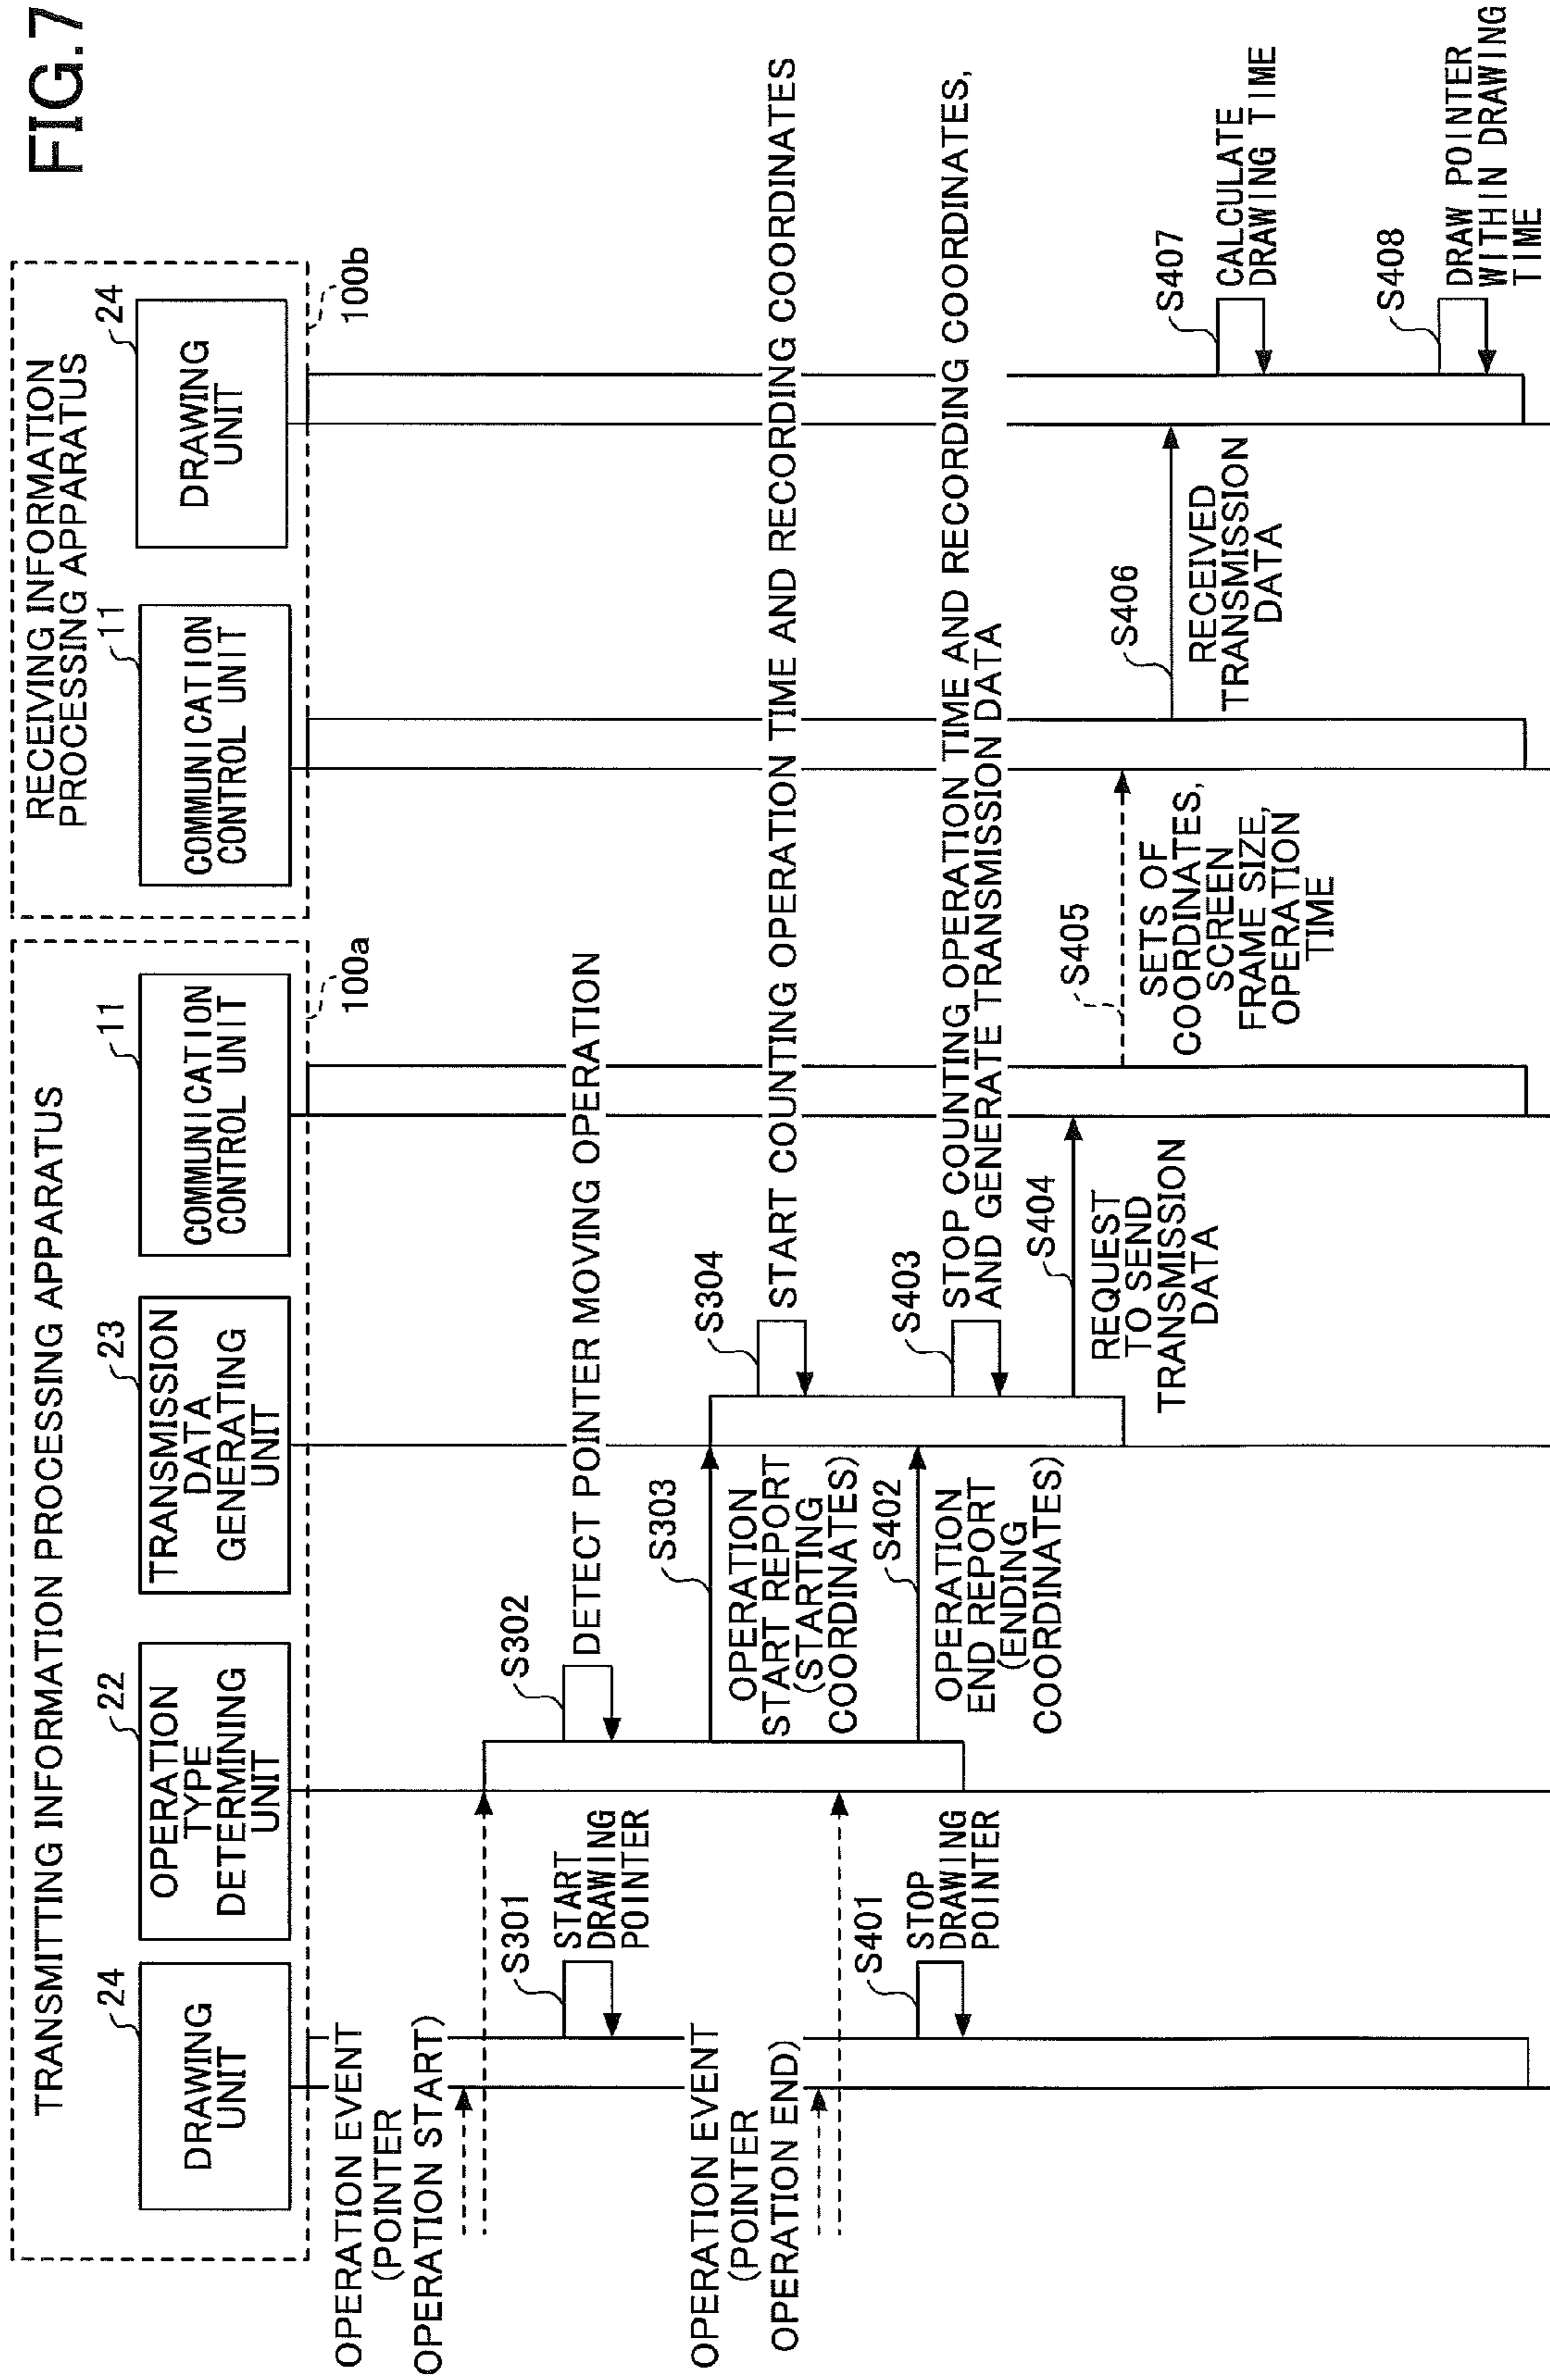 FIG.7
TRANSMITTING INFORMATION PROCESSING APPARATUS
RECEIVING INFORMATION
PROCESSING APPARATUS
24
DRAWING
UNIT
22
OPERATION
TYPE
DETERMINING
UNIT
23
TRANSMISSION
DATA
GENERATING
UNIT
11
COMMUNICATION
CONTROL UNIT
100a
11
COMMUNICATION
CONTROL UNIT
24
DRAWING
UNIT
100b
OPERATION EVENT
(POINTER
OPERATION START)
S301
START
DRAWING
POINTER
S302
DETECT POINTER MOVING OPERATION
S303
OPERATION
START REPORT
(STARTING
COORDINATES)
S304
START COUNTING OPERATION TIME AND RECORDING COORDINATES
OPERATION EVENT
(POINTER
OPERATION END)
S401
STOP
DRAWING
POINTER
S402
OPERATION
END REPORT
(ENDING
COORDINATES)
S403
STOP COUNTING OPERATION TIME AND RECORDING COORDINATES,
AND GENERATE TRANSMISSION DATA
S404
REQUEST
TO SEND
TRANSMISSION
DATA
S405
SETS OF
COORDINATES,
SCREEN
FRAME SIZE,
OPERATION
TIME
S406
RECEIVED
TRANSMISSION
DATA
S407
CALCULATE
DRAWING TIME
S408
DRAW POINTER
WITHIN DRAWING
TIME